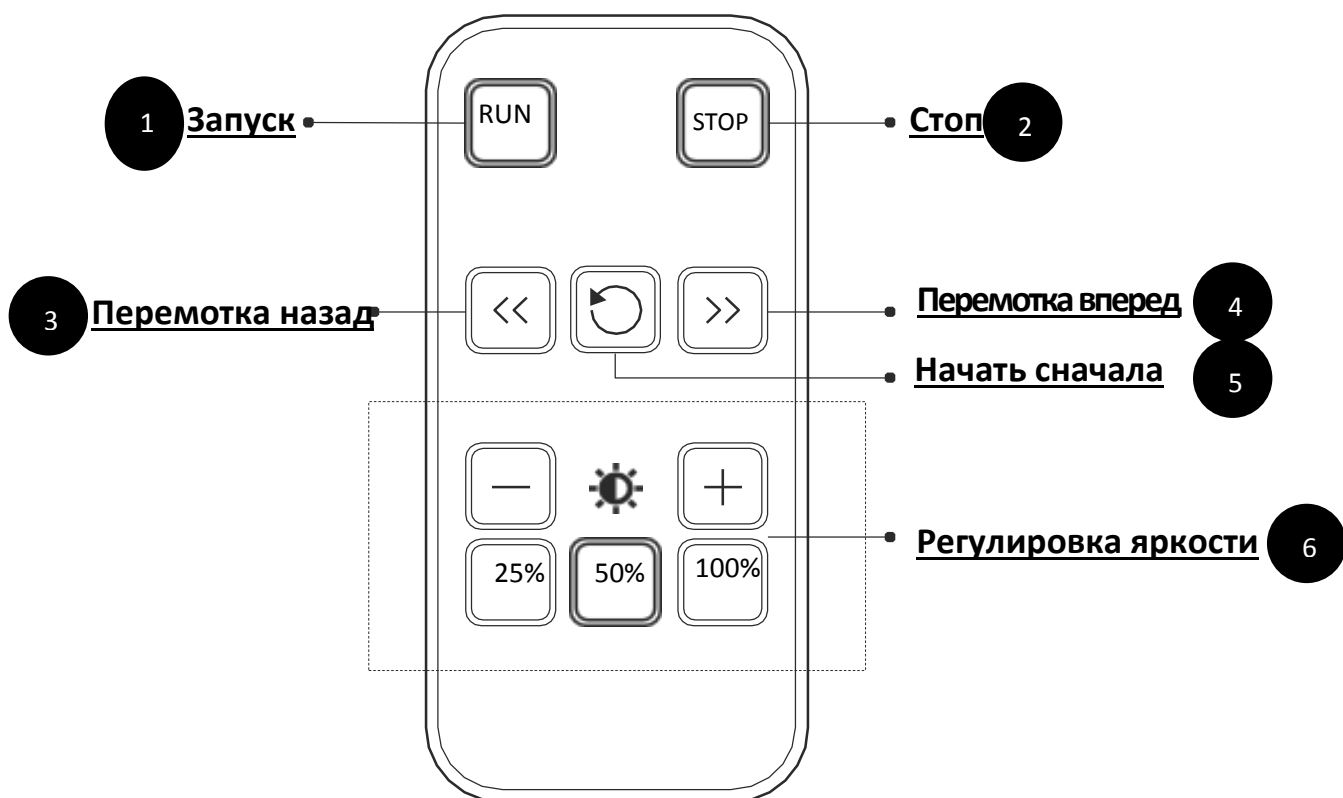 1 Запуск RUN STOP Стоп 2
3 Перемотка назад << >> Перемотка вперед 4
Начать сначала 5
− +
Регулировка яркости 6
25% 50% 100%